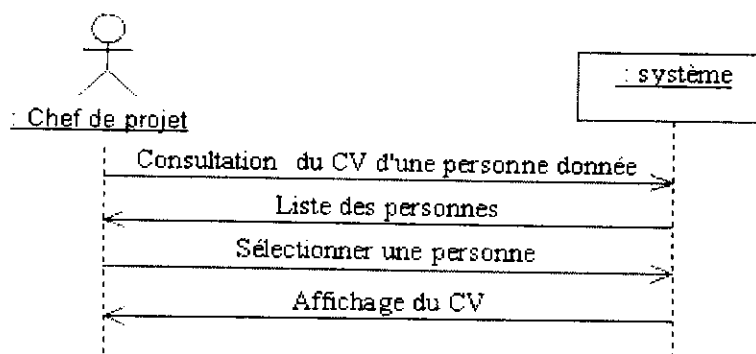 : Chef de projet
: système
Consultation du CV d'une personne donnée
Liste des personnes
Sélectionner une personne
Affichage du CV